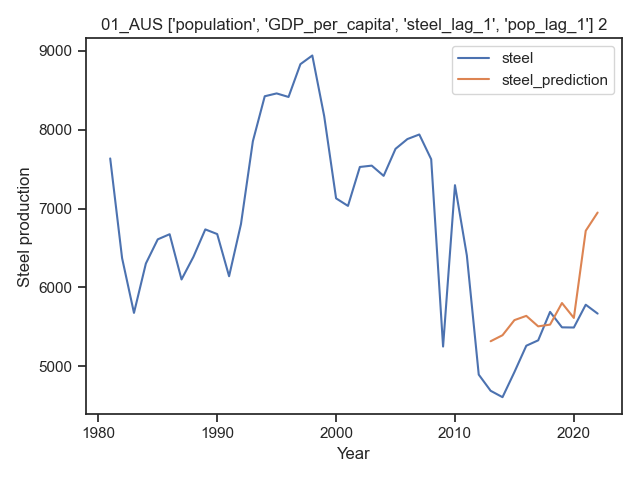 01_AUS ['population', 'GDP_per_capita', 'steel_lag_1', 'pop_lag_1'] 2
steel
steel_prediction
9000
8000
7000
6000
5000
Steel production
1980
1990
2000
2010
2020
Year